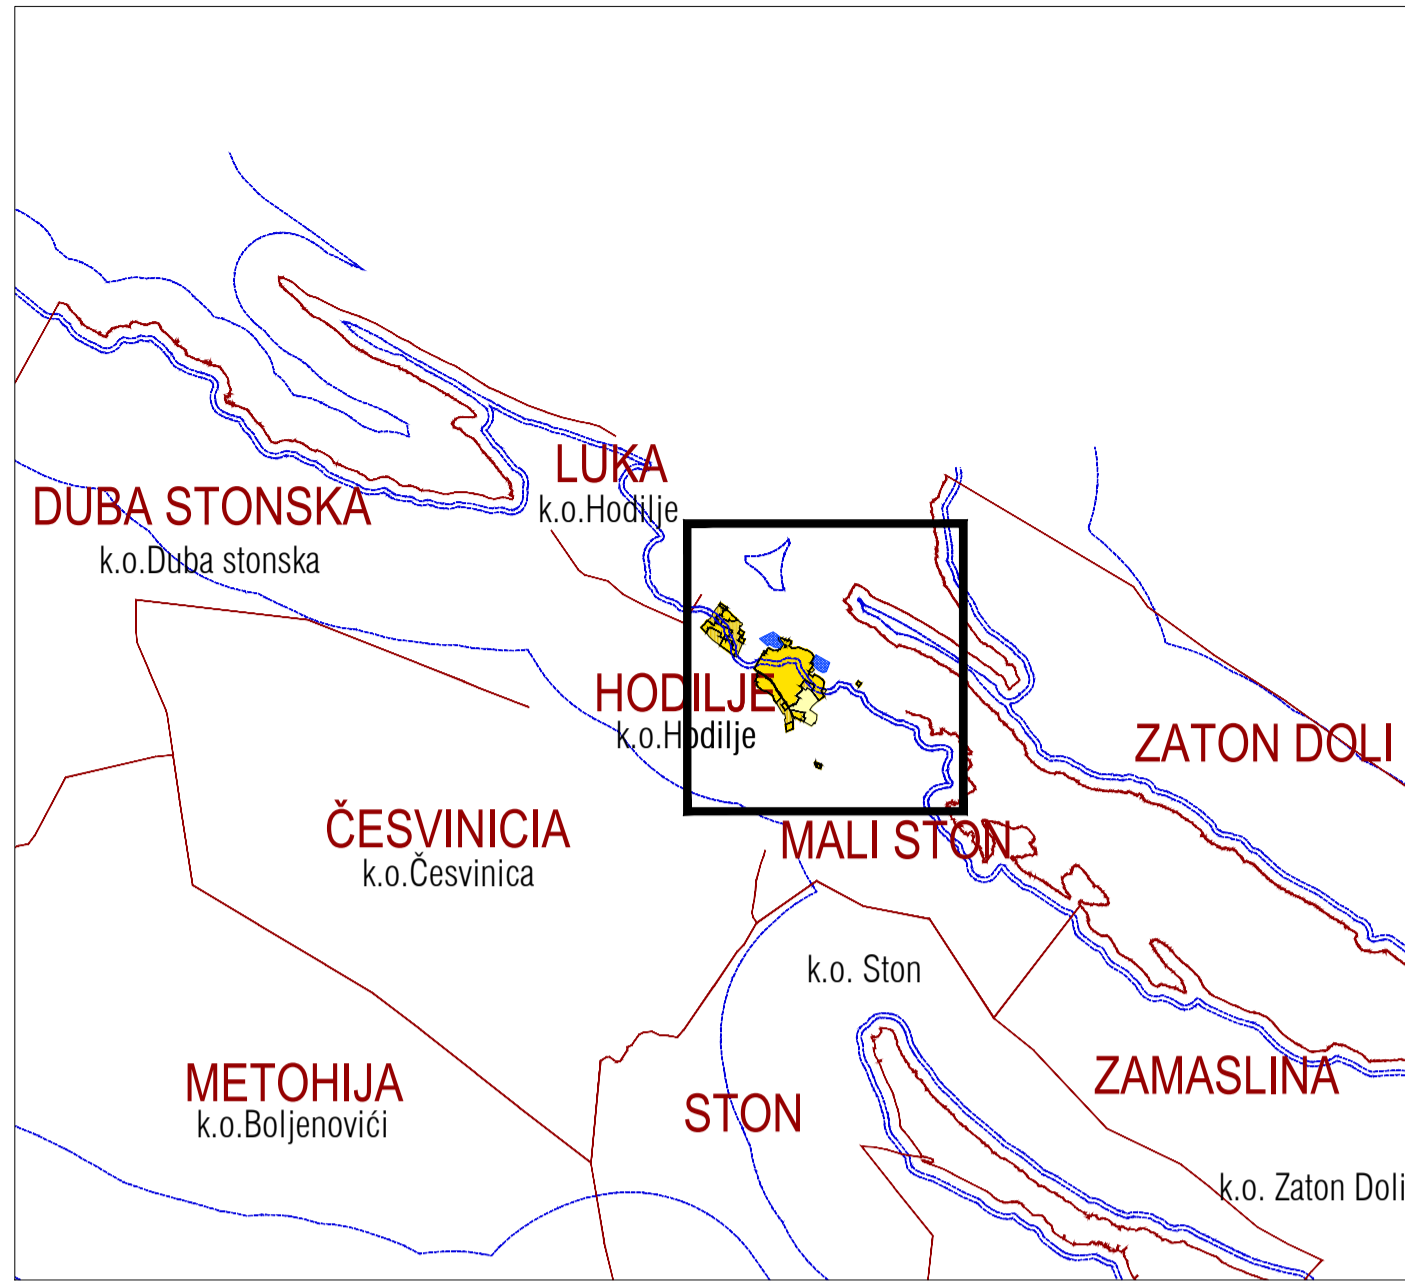 LUKA
k.o.Hodilje
DUBA STONSKA
k.o.Duba stonska
HODILJE
k.o.Hodilje
ZATON DOLI
ČESVINICIA
k.o.Česvinica
MALI STON
k.o. Ston
METOHIJA
k.o.Boljenovići
STON
ZAMASLINA
k.o. Zaton Doli